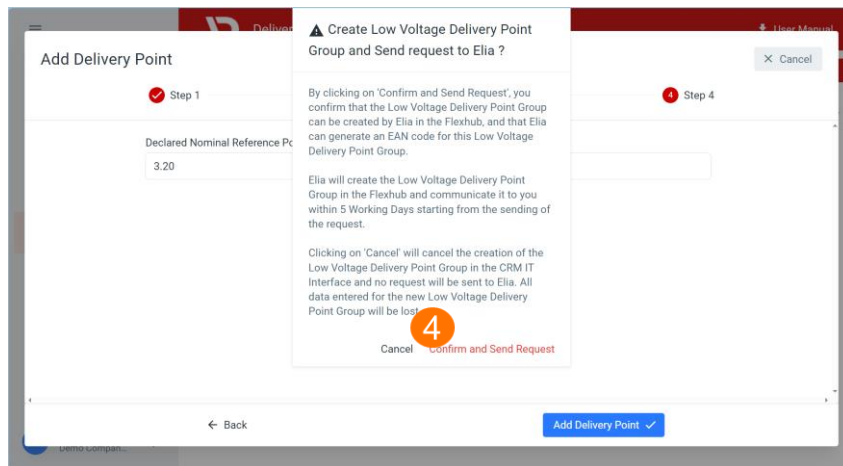 Deliver
User Manual
Add Delivery Point
Cancel
Step 1
4 Step 4
Create Low Voltage Delivery Point
Group and Send request to Elia ?
By clicking on 'Confirm and Send Request', you
confirm that the Low Voltage Delivery Point Group
can be created by Elia in the Flexhub, and that Elia
can generate an EAN code for this Low Voltage
Delivery Point Group.
Elia will create the Low Voltage Delivery Point
Group in the Flexhub and communicate it to you
within 5 Working Days starting from the sending of
the request.
Clicking on 'Cancel' will cancel the creation of the
Low Voltage Delivery Point Group in the CRM IT
Interface and no request will be sent to Elia. All
data entered for the new Low Voltage Delivery
Point Group will be lost.
4
Cancel Confirm and Send Request
Declared Nominal Reference Po
3.20
Back
Add Delivery Point
Demo Compan...